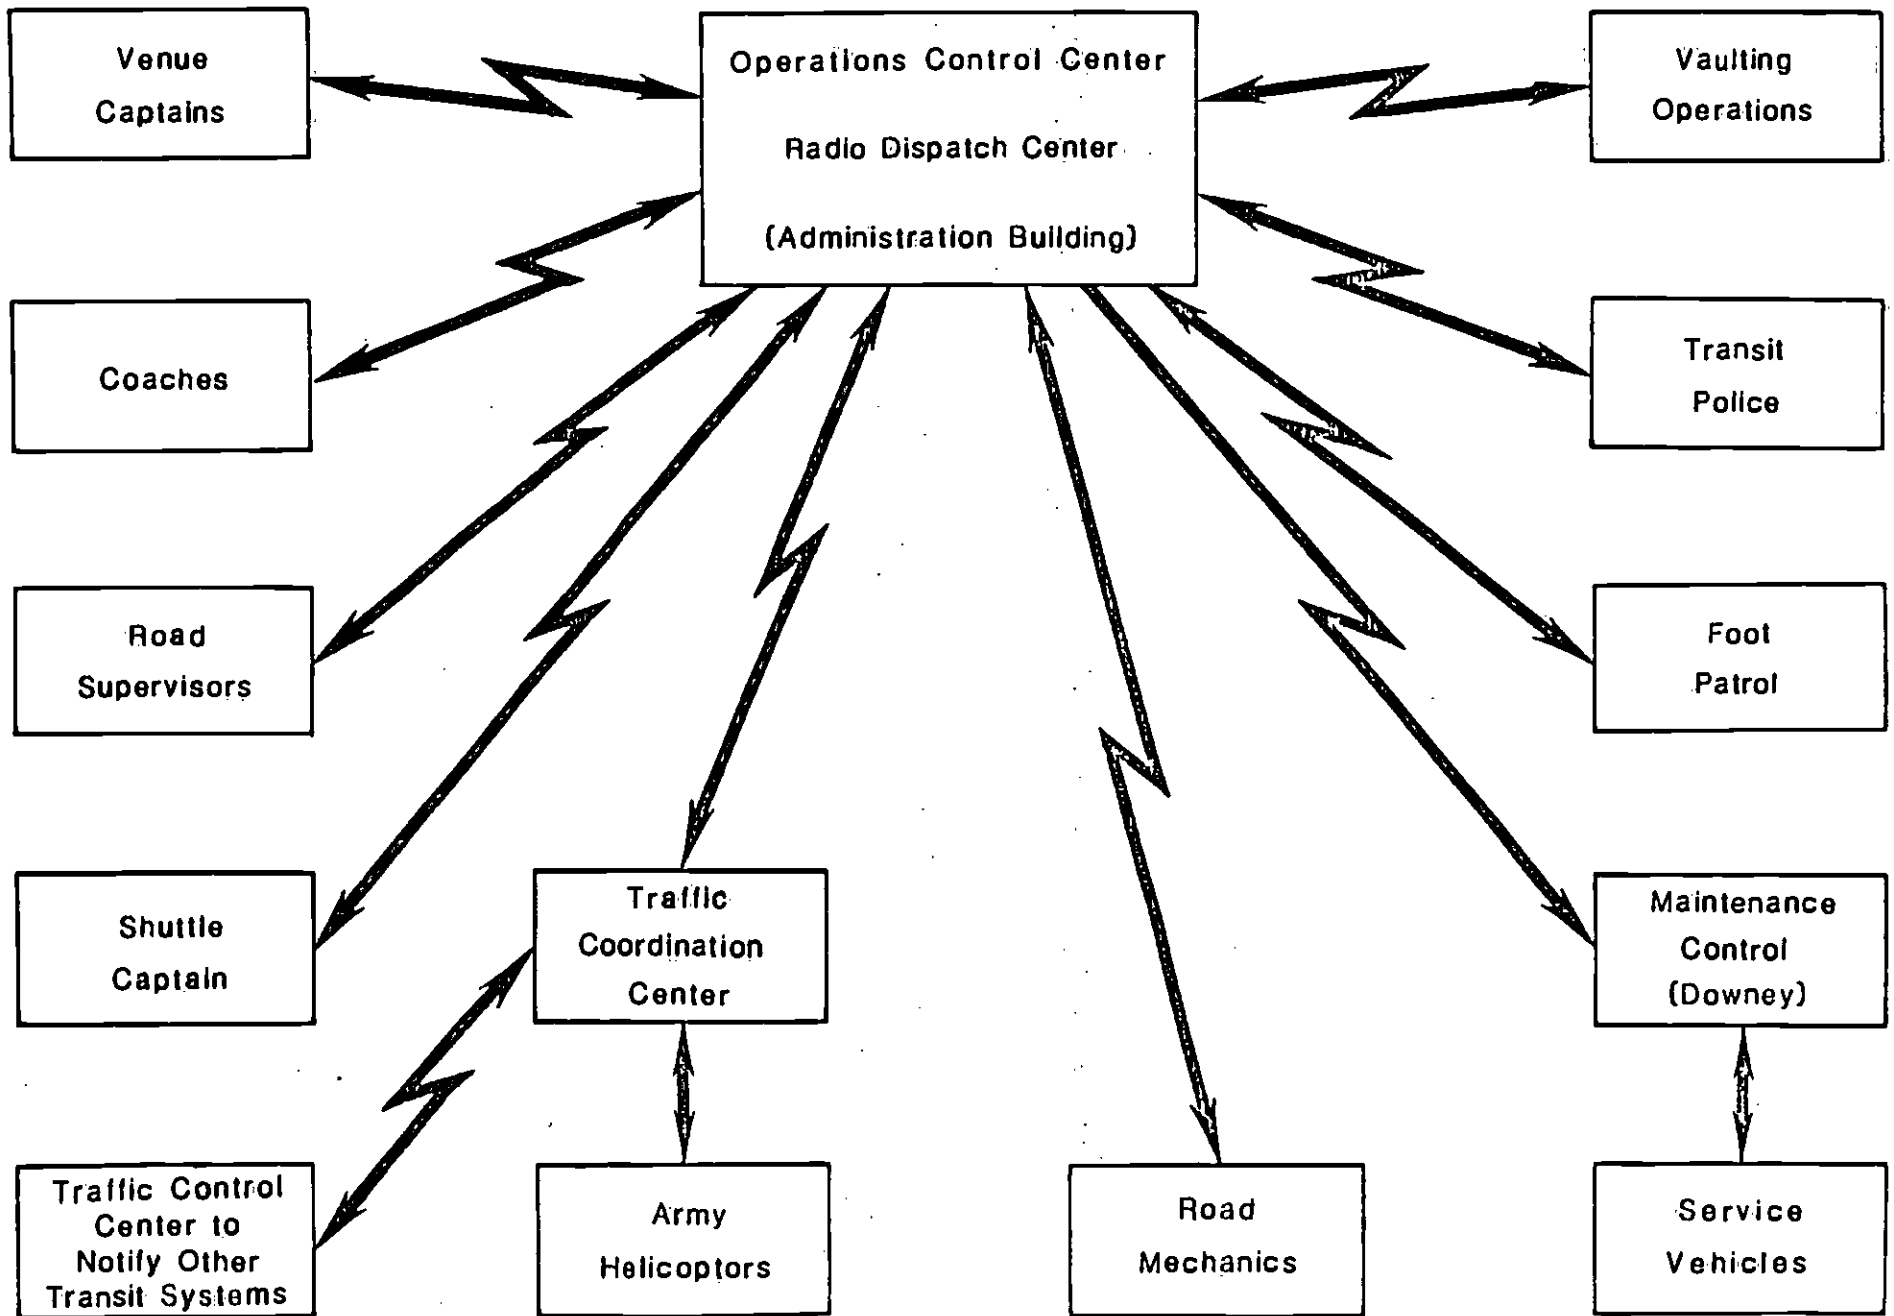 Venue
Captains
Operations Control Center
Radio Dispatch Center
(Administration Building)
Vaulting
Operations
Coaches
Transit
Police
Road
Supervisors
Foot
Patrol
Shuttle
Captain
Traffic
Coordination
Center
Maintenance
Control
(Downey)
Traffic Control
Center to
Notify Other
Transit Systems
Army
Helicoptors
Road
Mechanics
Service
Vehicles